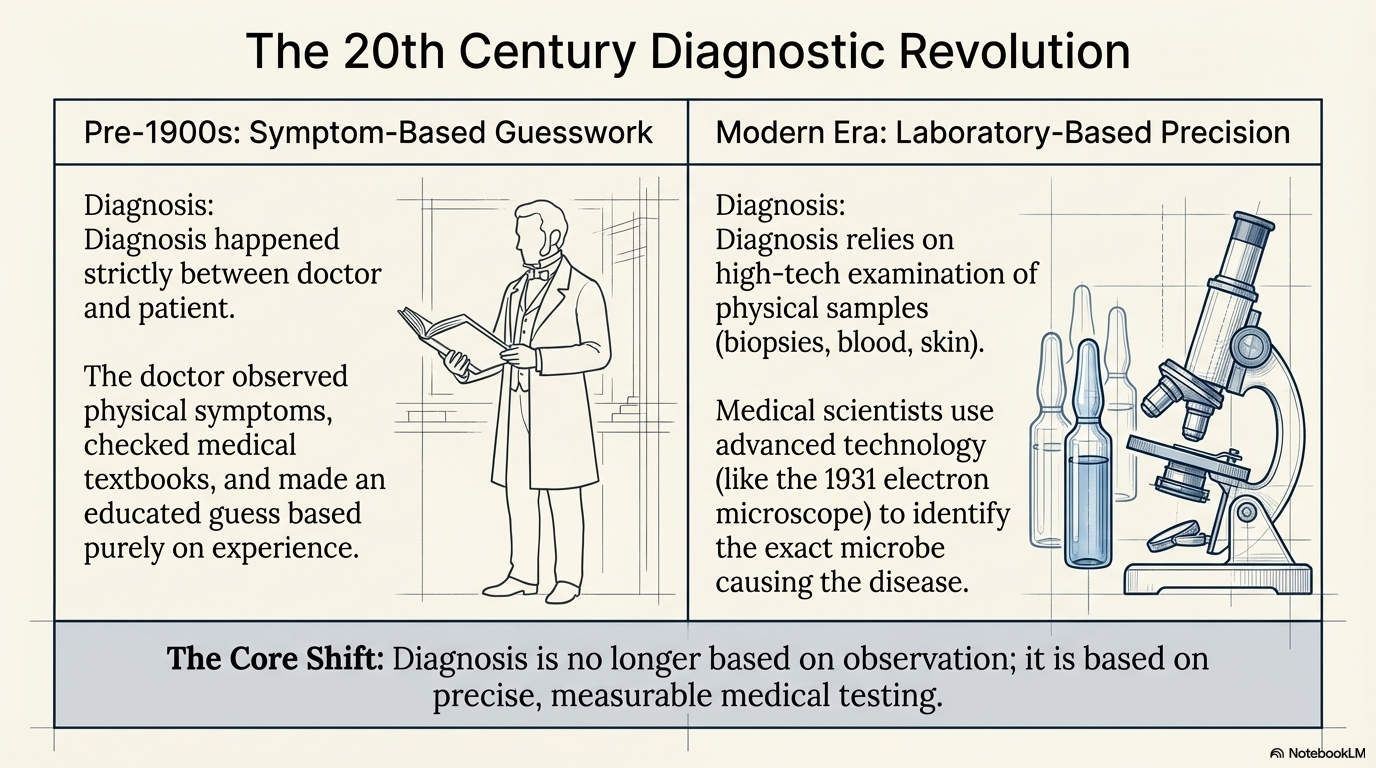 The 20th Century Diagnostic Revolution
Pre-1900s: Symptom-Based Guesswork
Diagnosis:
Diagnosis happened
strictly between doctor
and patient.
The doctor observed
physical symptoms,
checked medical
textbooks, and made an
educated guess based
purely on experience.
Modern Era: Laboratory-Based Precision
Diagnosis:
Diagnosis relies on
high-tech examination of
physical samples
(biopsies, blood, skin).
Medical scientists use
advanced technology
(like the 1931 electron
microscope) to identify
the exact microbe
causing the disease.
The Core Shift: Diagnosis is no longer based on observation; it is based on
precise, measurable medical testing.
NotebookLM